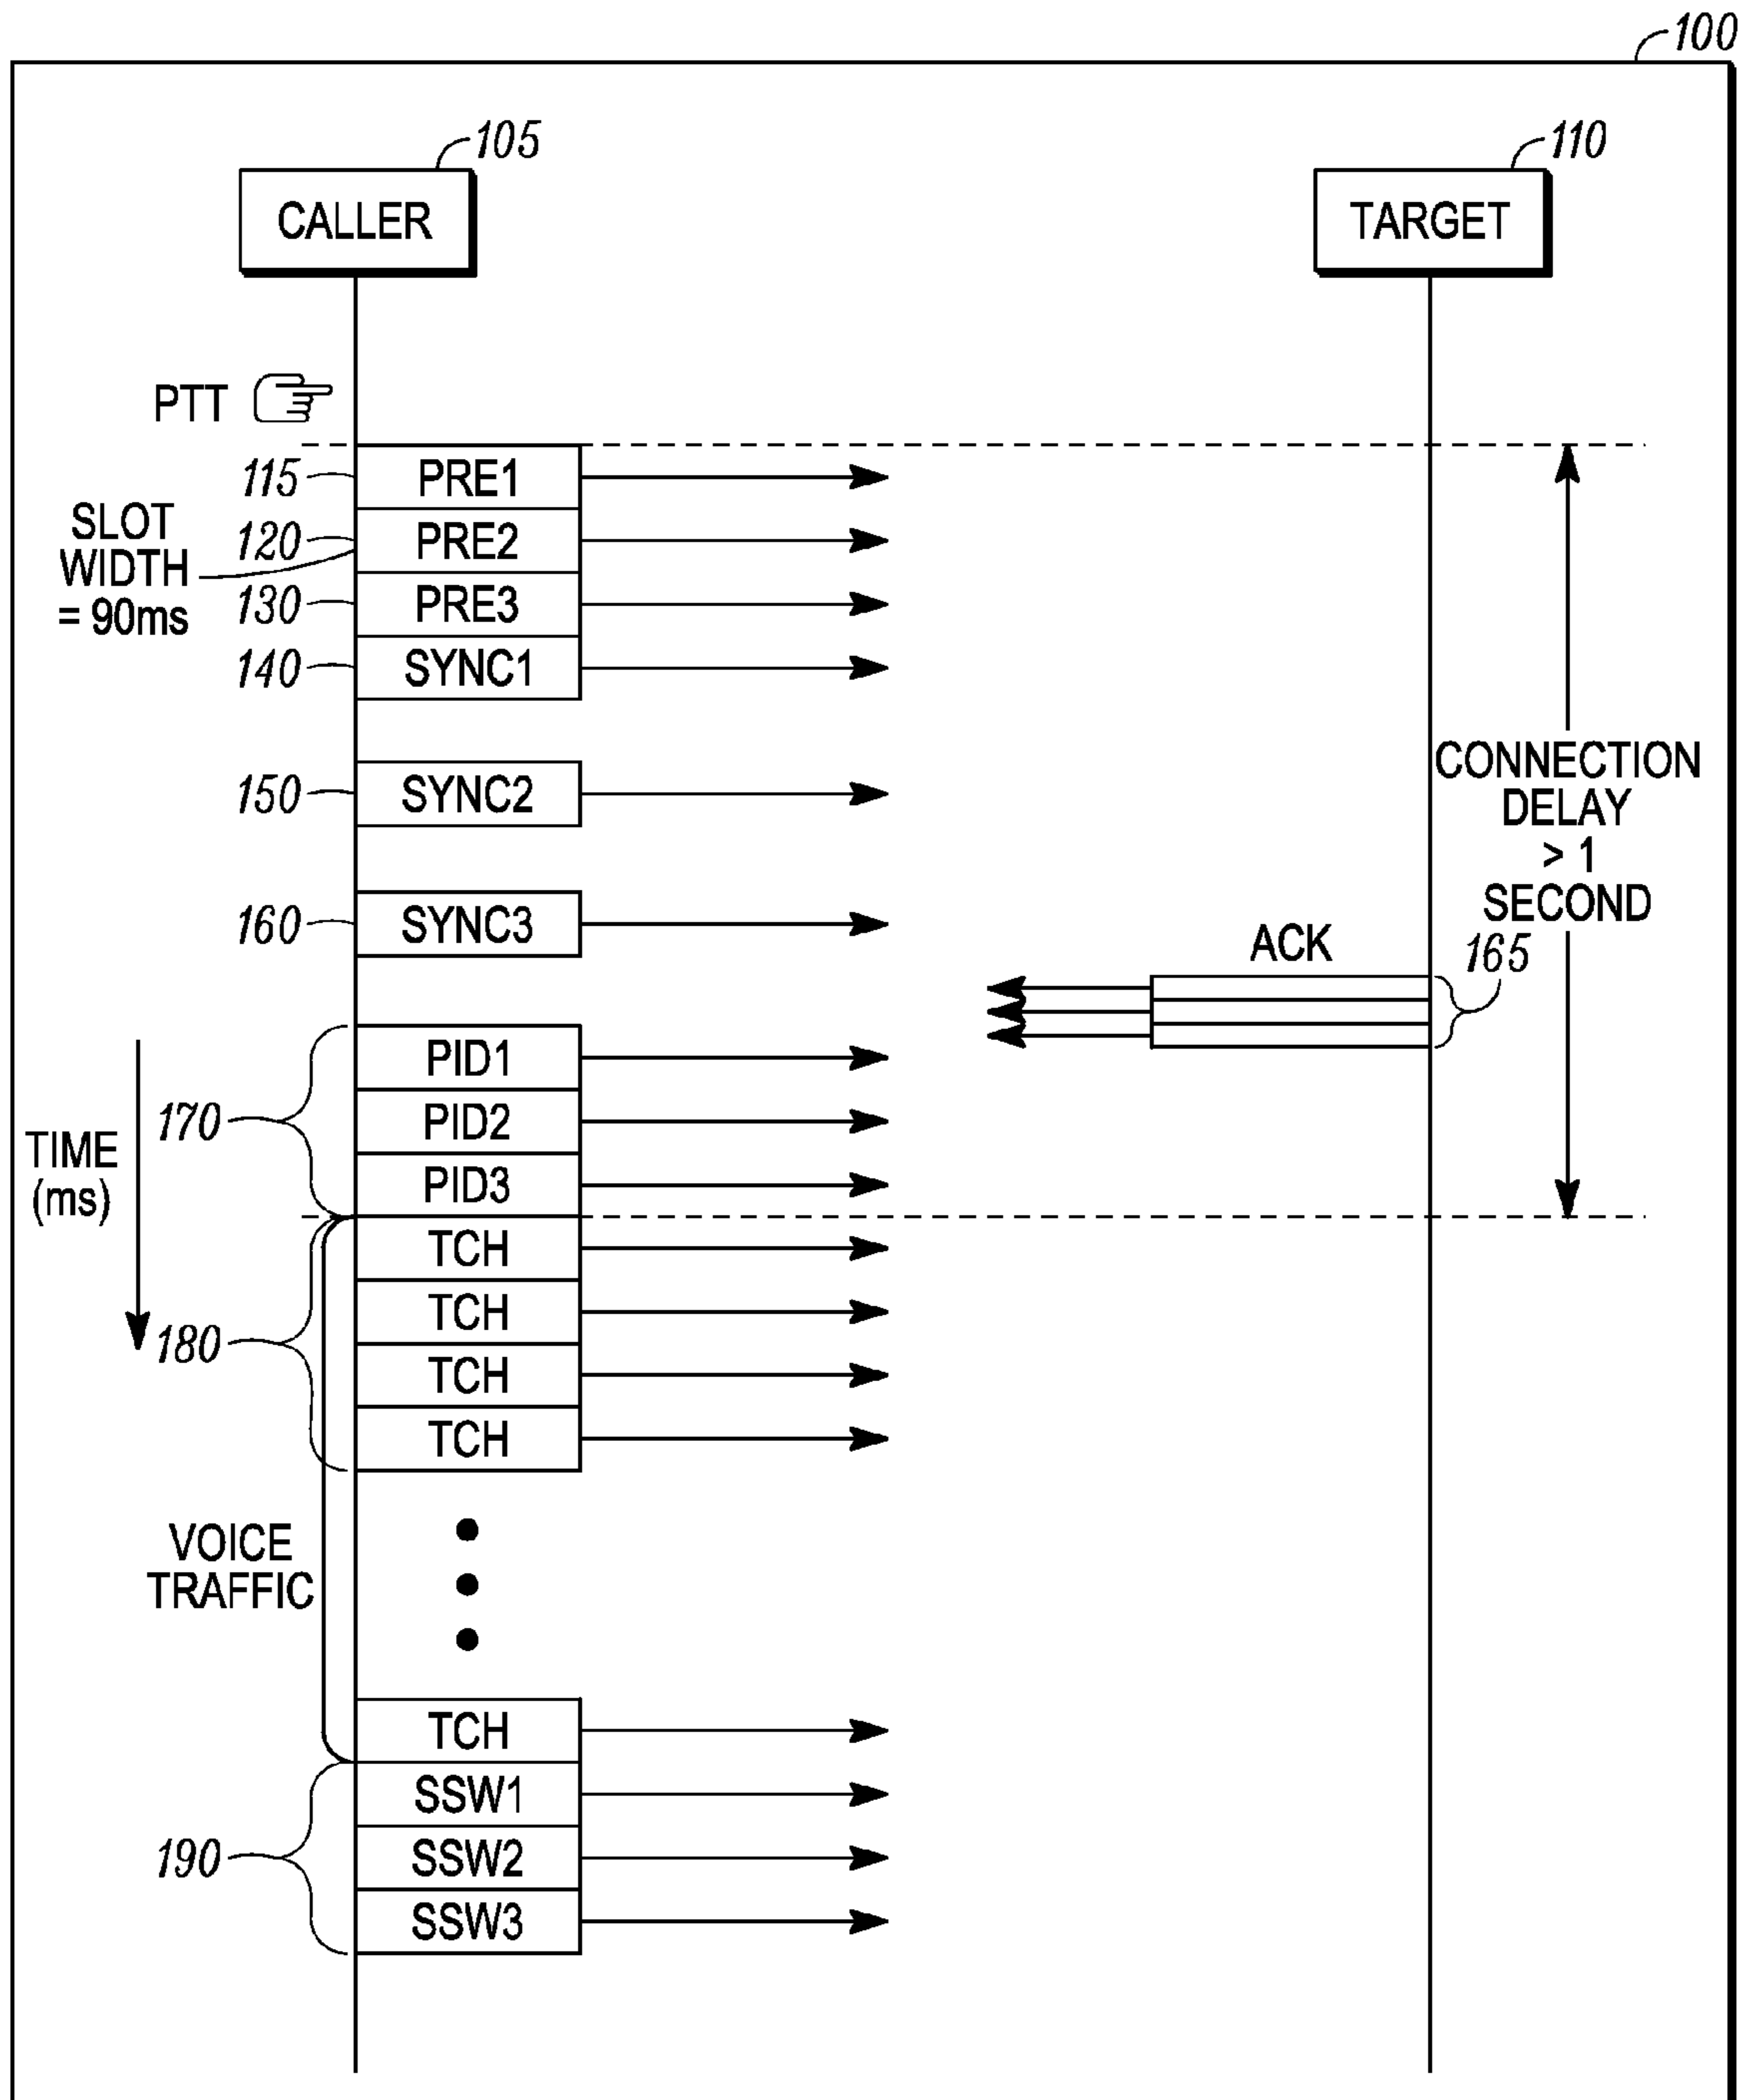 100
105
110
CALLER
TARGET
PTT
115
PRE1
SLOT
WIDTH
= 90ms
120
PRE2
130
PRE3
140
SYNC1
150
SYNC2
CONNECTION
DELAY
> 1
SECOND
160
SYNC3
ACK
165
TIME
(ms)
170
PID1
PID2
PID3
180
TCH
TCH
TCH
TCH
VOICE
TRAFFIC
TCH
190
SSW1
SSW2
SSW3